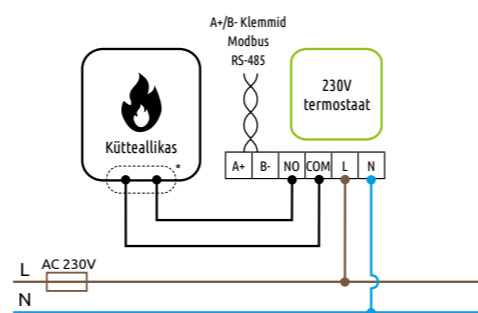 A+/B- Klemmid
Modbus
RS-485
230V
termostaat
Kütteallikas
*
A+ B- NO COM L N
L AC 230V
N